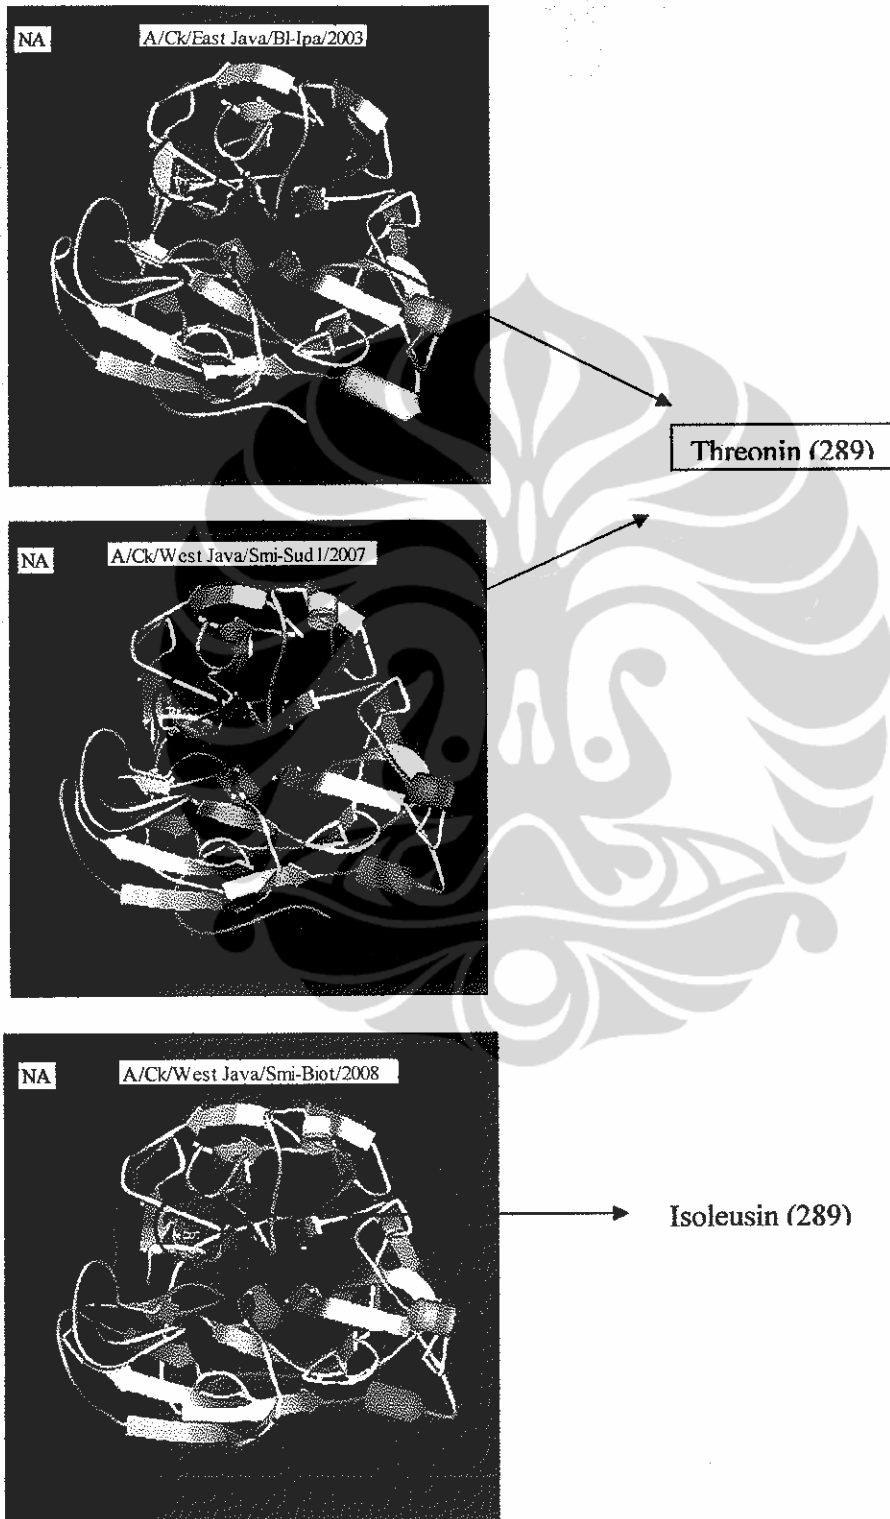 NA
A/Ck/East Java/Bl-Ipa/2003
Threonin (289)
NA
A/Ck/West Java/Smi-Sud1/2007
NA
A/Ck/West Java/Smi-Biot/2008
Isoleusin (289)